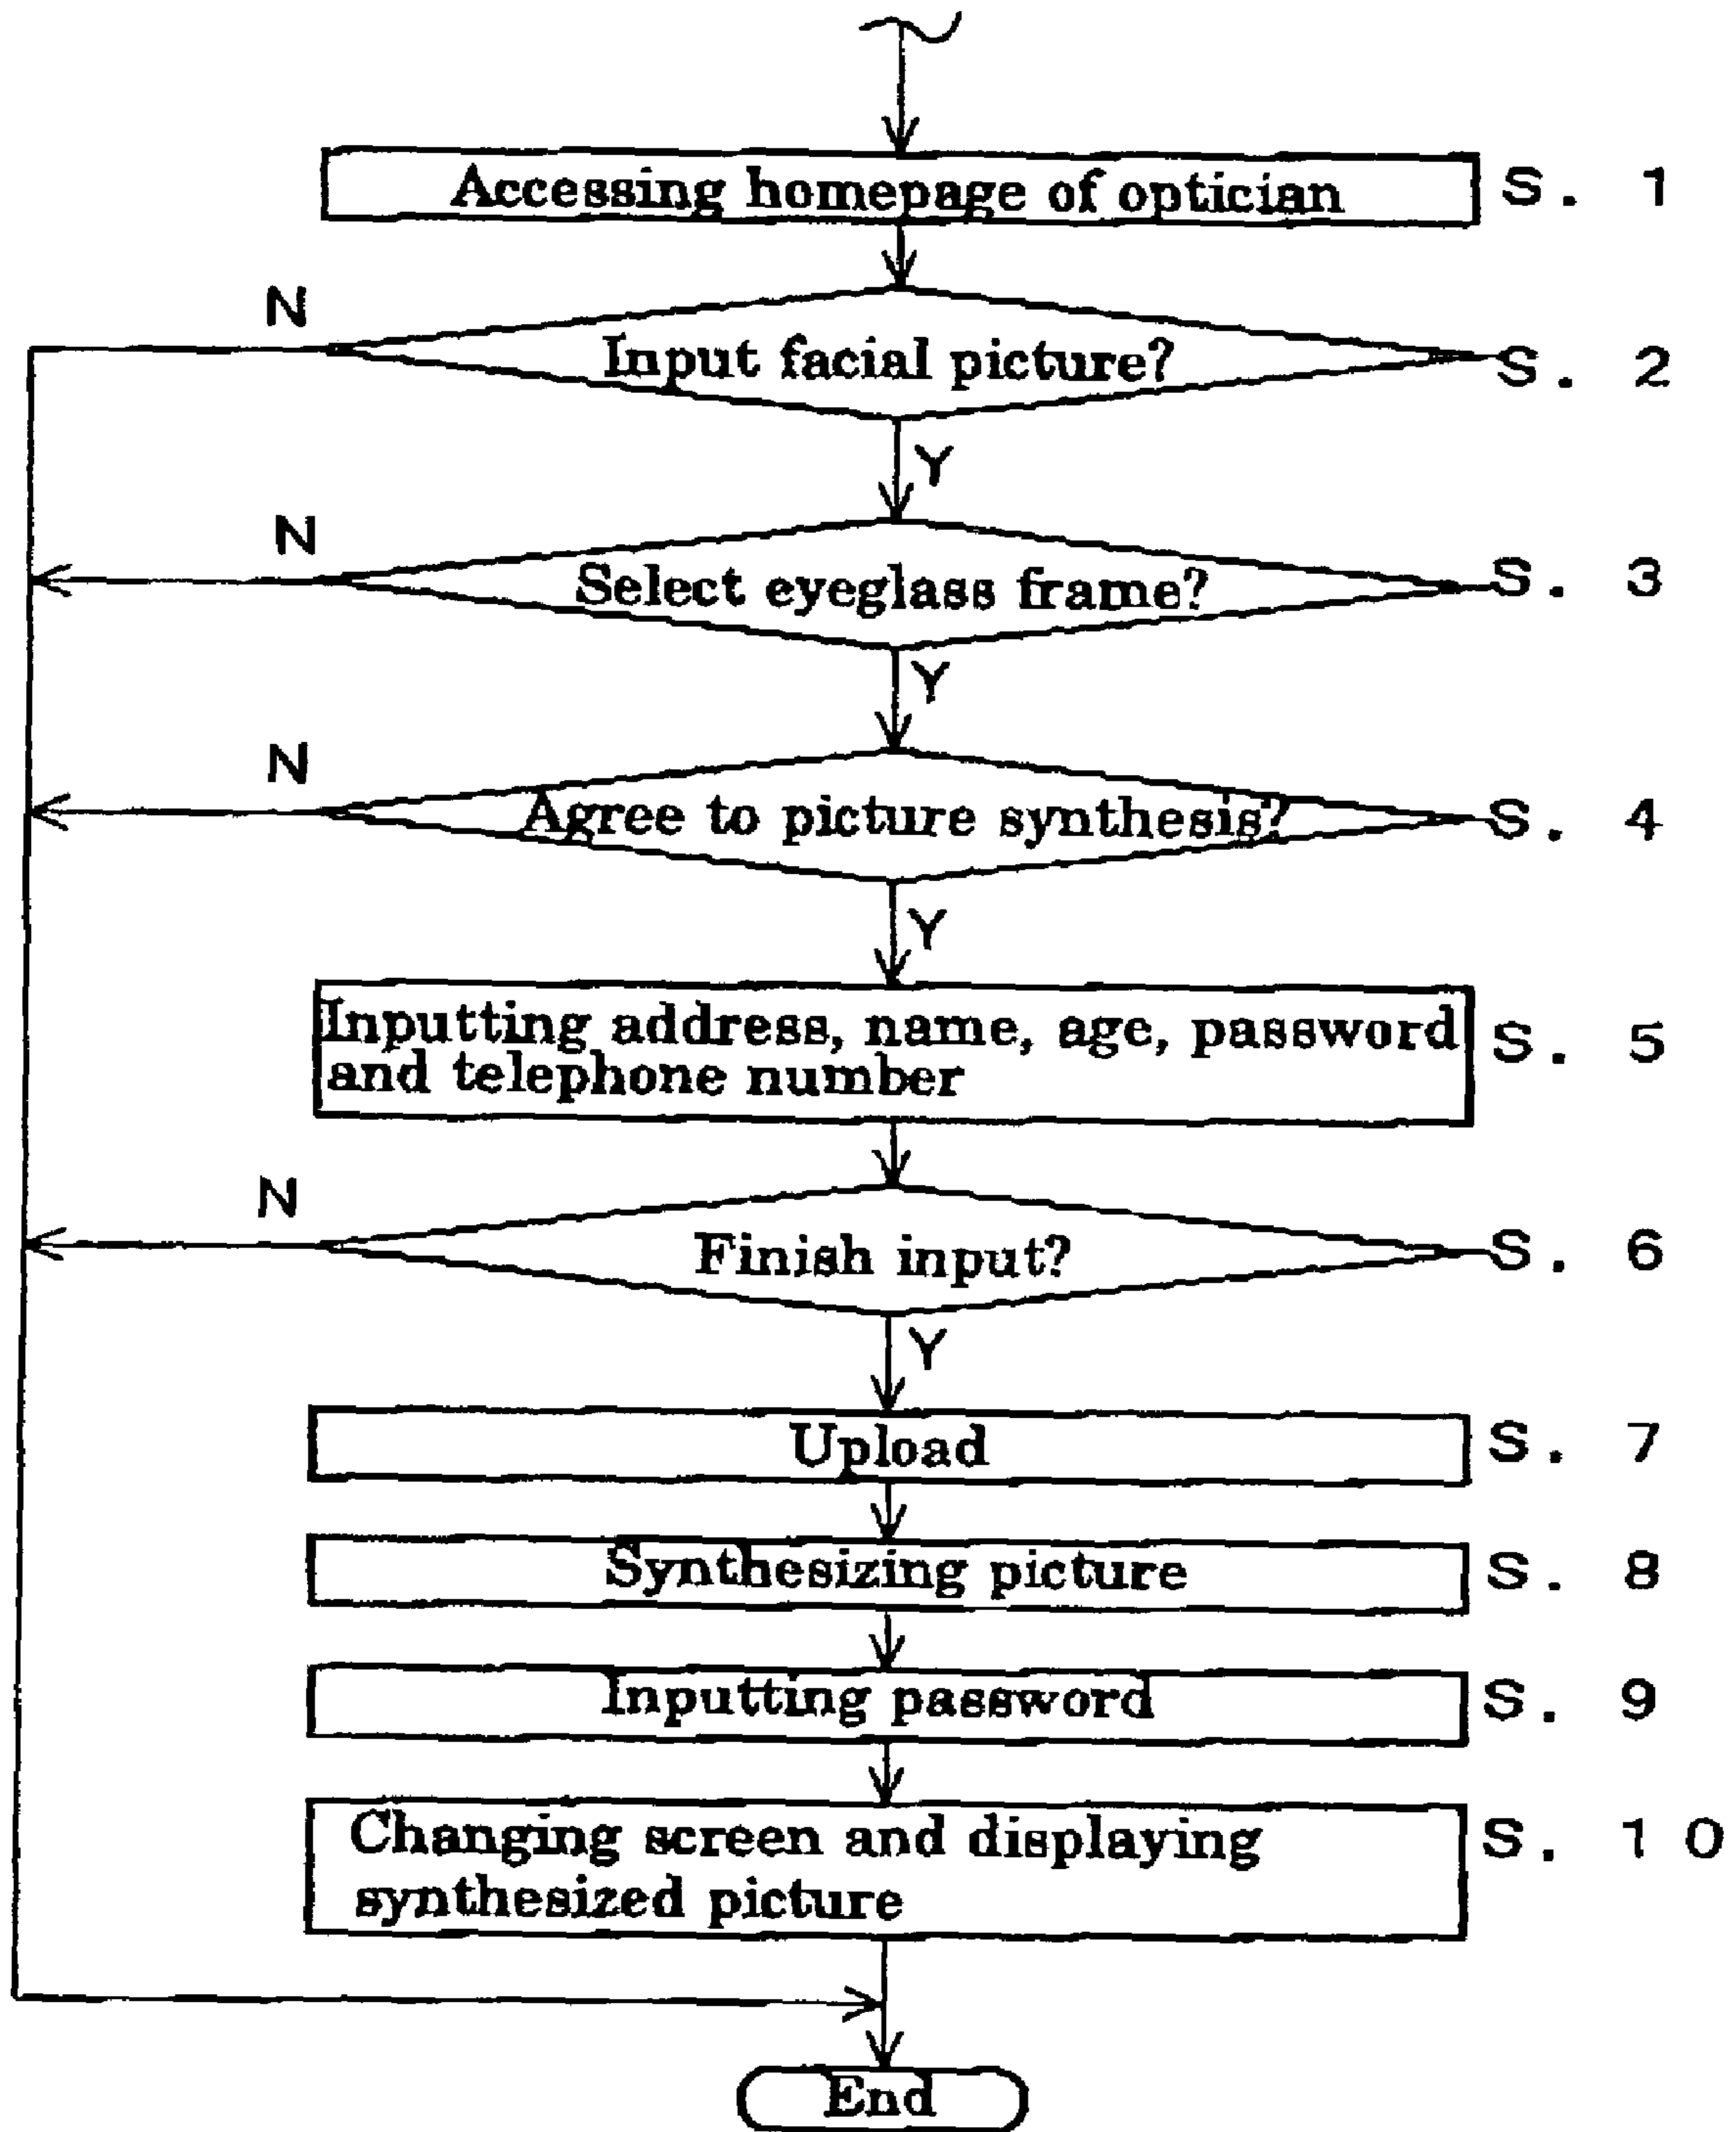 Accessing homepage of optician S. 1
N
Input facial picture? S. 2
Y
N
Select eyeglass frame? S. 3
Y
N
Agree to picture synthesis? S. 4
Y
Inputting address, name, age, password S. 5
and telephone number
N
Finish input? S. 6
Y
Upload S. 7
Synthesizing picture S. 8
Inputting password S. 9
Changing screen and displaying S. 10
synthesized picture
End